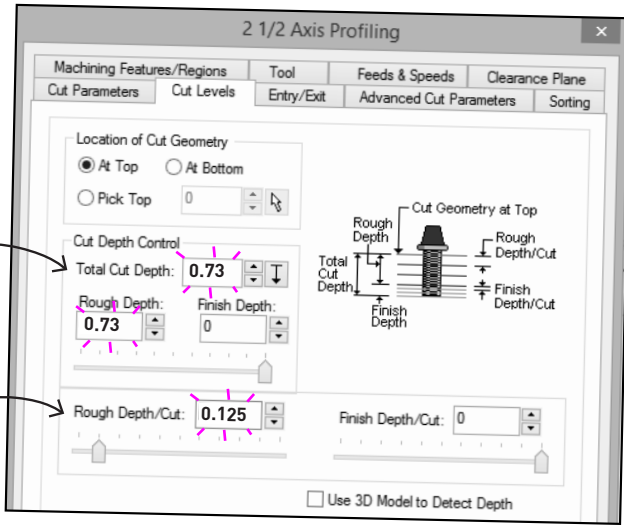 2 1/2 Axis Profiling
Machining Features/Regions Tool Feeds & Speeds Clearance Plane
Cut Parameters Cut Levels Entry/Exit Advanced Cut Parameters Sorting
Location of Cut Geometry
At Top At Bottom
Pick Top 0
Cut Depth Control
Total Cut Depth: 0.73
Rough Depth: Finish Depth:
0.73 0
Rough Depth/Cut: 0.125
Cut Geometry at Top
Rough
Depth
Rough
Depth/Cut
Total
Cut
Depth
Finish
Depth/Cut
Finish
Depth
Finish Depth/Cut: 0
Use 3D Model to Detect Depth